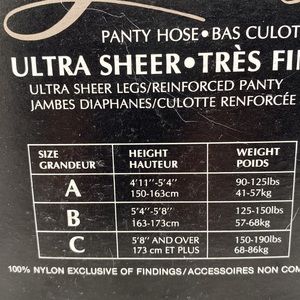 PANTY HOSE•BAS CULOT
ULTRA SHEER•TRÈS FI
ULTRA SHEER LEGS/REINFORCED PANTY
JAMBES DIAPHANES/CULOTTE RENFORCÉE
SIZE HEIGHT WEIGHT
GRANDEUR HAUTEUR POIDS
A 4'11''-5'4'' 90-125lbs
150-163cm 41-57kg
B 5'4''-5'8'' 125-150lbs
163-173cm 57-68kg
C 5'8'' AND OVER 150-190lbs
173 cm ET PLUS 68-86kg
100% NYLON EXCLUSIVE OF FINDINGS/ACCESSOIRES NON COM